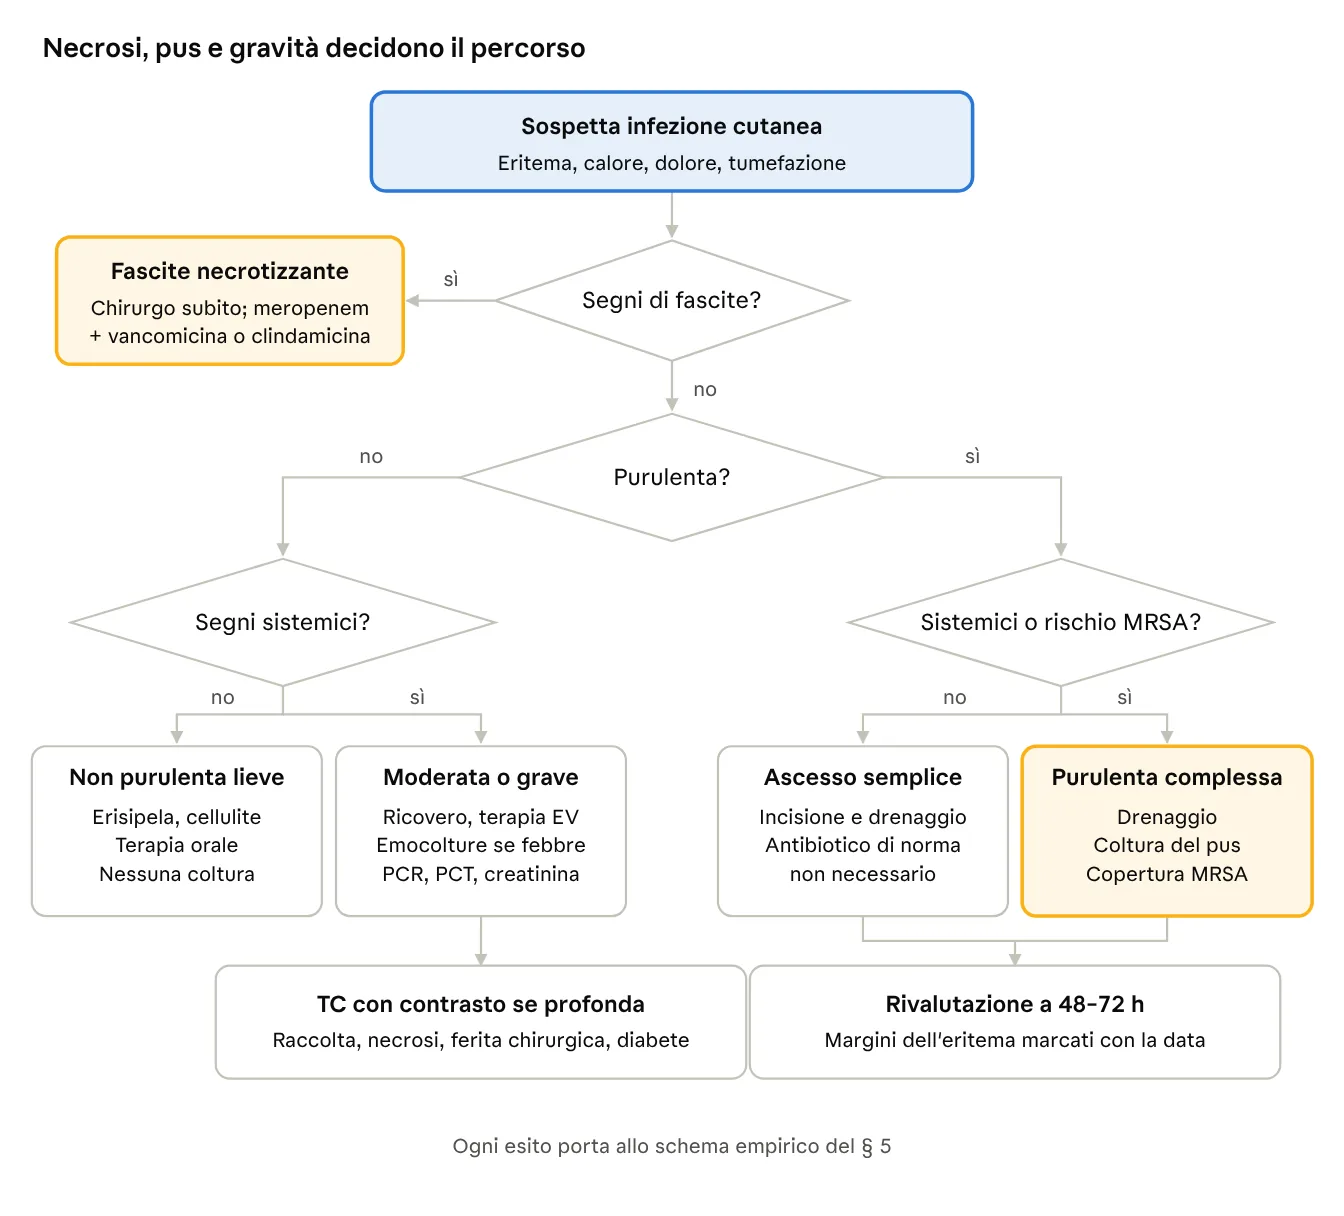 Necrosi, pus e gravità decidono il percorso
Sospetta infezione cutanea
Eritema, calore, dolore, tumefazione
Fascite necrotizzante
Chirurgo subito; meropenem
+ vancomicina o clindamicina
sì
Segni di fascite?
no
no
Purulenta?
sì
Segni sistemici?
Sistemici o rischio MRSA?
no
sì
no
sì
Non purulenta lieve
Erisipela, cellulite
Terapia orale
Nessuna coltura
Moderata o grave
Ricovero, terapia EV
Emocolture se febbre
PCR, PCT, creatinina
Ascesso semplice
Incisione e drenaggio
Antibiotico di norma
non necessario
Purulenta complessa
Drenaggio
Coltura del pus
Copertura MRSA
TC con contrasto se profonda
Raccolta, necrosi, ferita chirurgica, diabete
Rivalutazione a 48–72 h
Margini dell'eritema marcati con la data
Ogni esito porta allo schema empirico del § 5